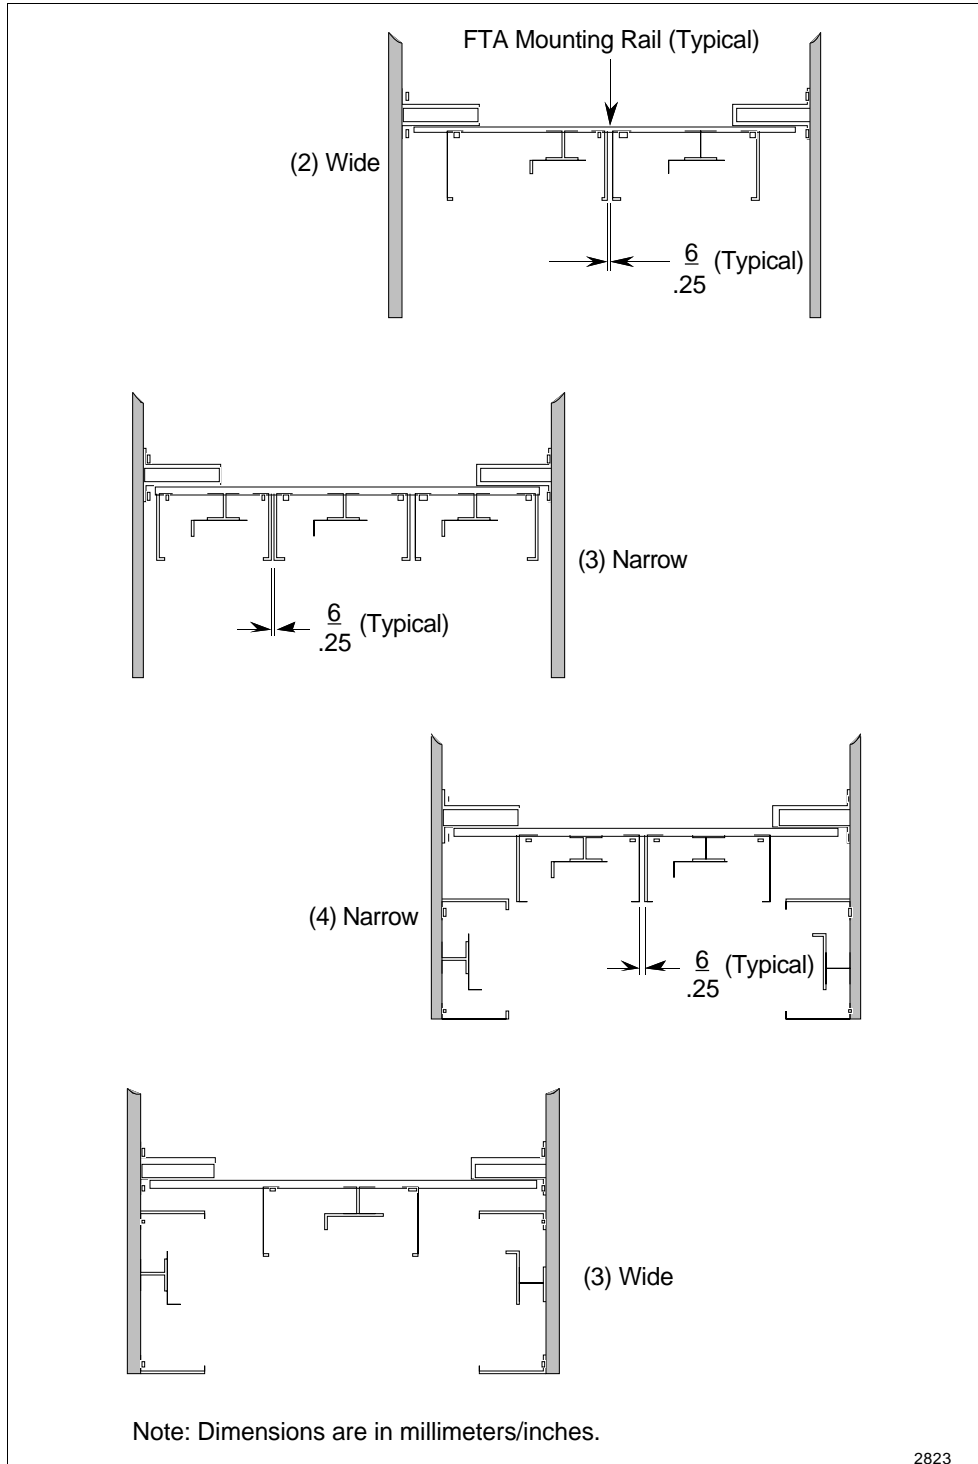 FTA Mounting Rail (Typical)
(2) Wide
6
.25
(Typical)
(3) Narrow
6
.25
(Typical)
(4) Narrow
6
.25
(Typical)
(3) Wide
Note: Dimensions are in millimeters/inches.
2823